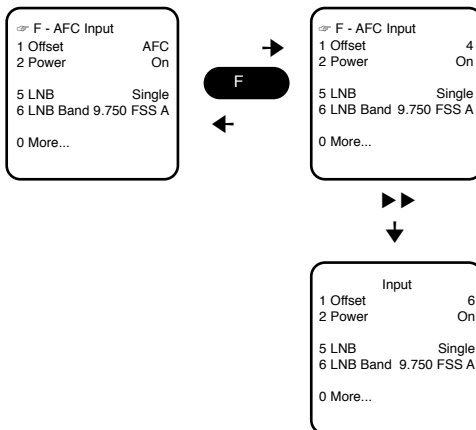 ☞ F - AFC Input
1 Offset AFC
2 Power On
5 LNB Single
6 LNB Band 9.750 FSS A
0 More...
F
☞ F - AFC Input
1 Offset 4
2 Power On
5 LNB Single
6 LNB Band 9.750 FSS A
0 More...
Input
1 Offset 6
2 Power On
5 LNB Single
6 LNB Band 9.750 FSS A
0 More...